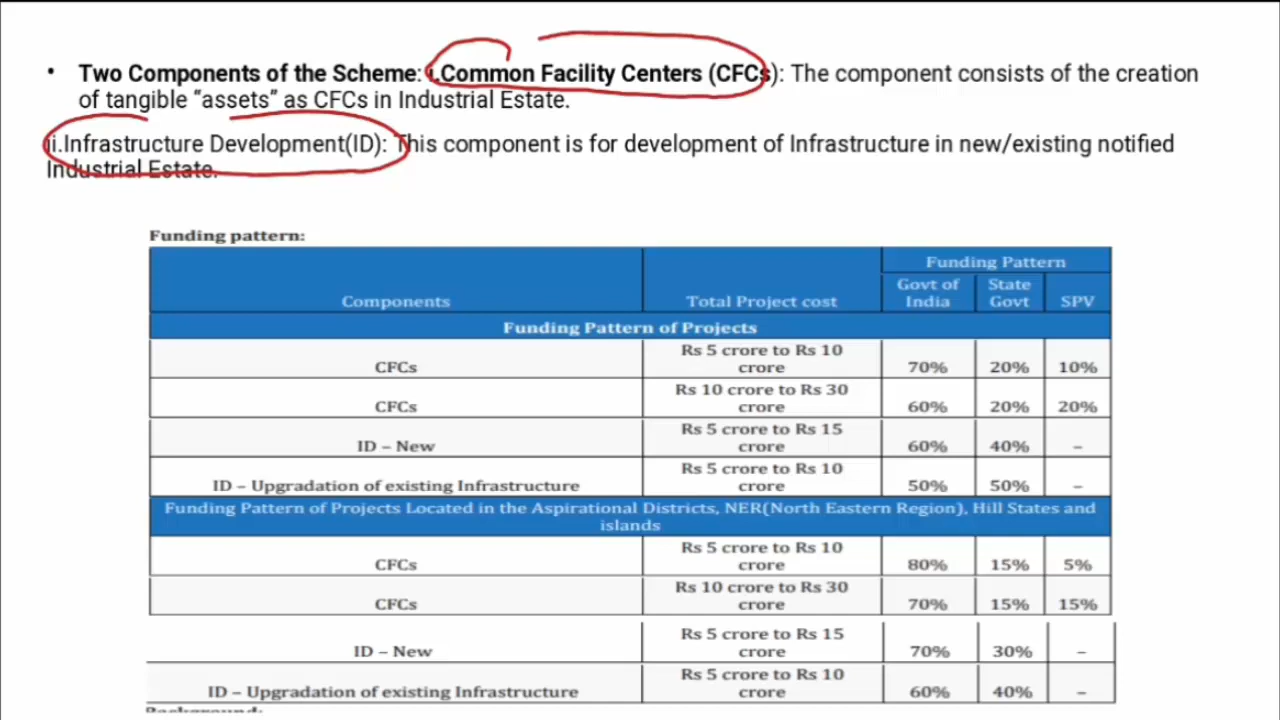 • Two Components of the Scheme: i.Common Facility Centers (CFCs): The component consists of the creation
of tangible “assets” as CFCs in Industrial Estate.
ii.Infrastructure Development(ID): This component is for development of Infrastructure in new/existing notified
Industrial Estate.
Funding pattern:
Funding Pattern
Components Total Project cost Govt of India State Govt SPV
Funding Pattern of Projects
CFCs Rs 5 crore to Rs 10 crore 70% 20% 10%
CFCs Rs 10 crore to Rs 30 crore 60% 20% 20%
ID – New Rs 5 crore to Rs 15 crore 60% 40% –
ID – Upgradation of existing Infrastructure Rs 5 crore to Rs 10 crore 50% 50% –
Funding Pattern of Projects Located in the Aspirational Districts, NER(North Eastern Region), Hill States and
islands
CFCs Rs 5 crore to Rs 10 crore 80% 15% 5%
CFCs Rs 10 crore to Rs 30 crore 70% 15% 15%
ID – New Rs 5 crore to Rs 15 crore 70% 30% –
ID – Upgradation of existing Infrastructure Rs 5 crore to Rs 10 crore 60% 40% –
Background: